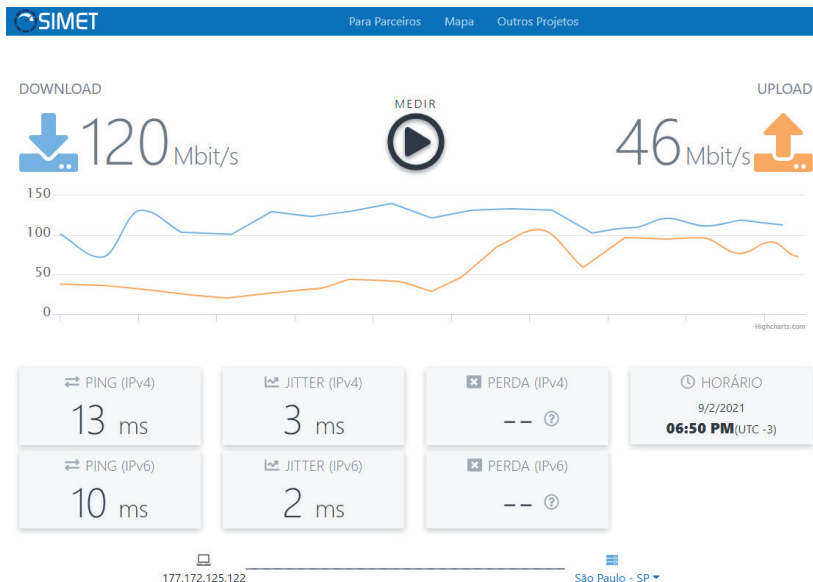 SIMET
Para Parceiros Mapa Outros Projetos
DOWNLOAD
MEDIR
UPLOAD
120 Mbit/s
46 Mbit/s
150
100
50
0
Highcharts.com
PING (IPv4)
13 ms
JITTER (IPv4)
3 ms
PERDA (IPv4)
-- ?
HORÁRIO
9/2/2021
06:50 PM(UTC -3)
PING (IPv6)
10 ms
JITTER (IPv6)
2 ms
PERDA (IPv6)
-- ?
177.172.125.122
São Paulo - SP